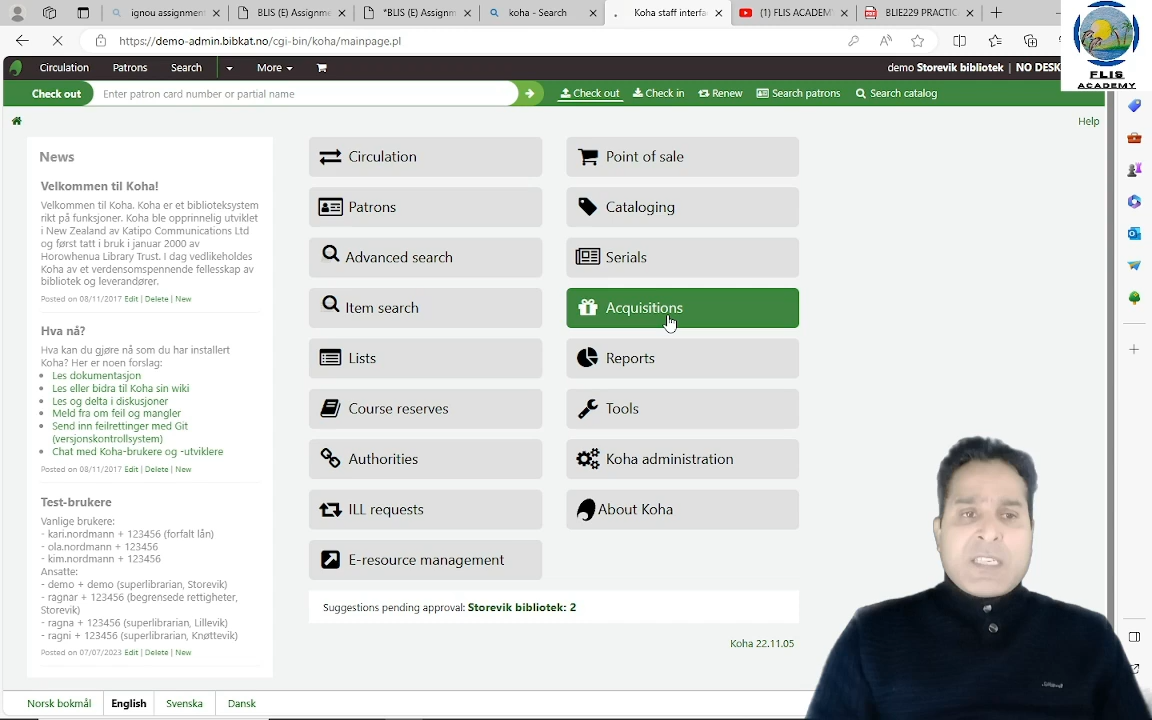 ignou assignment
BLIS (E) Assignme
*BLIS (E) Assignm
koha - Search
Koha staff interfa
(1) FLIS ACADEM
BLIE229 PRACTIC
https://demo-admin.bibkat.no/cgi-bin/koha/mainpage.pl
FLIS
ACADEMY
Circulation
Patrons
Search
More
demo Storevik bibliotek | NO DESK
Check out
Enter patron card number or partial name
Check out
Check in
Renew
Search patrons
Search catalog
Help
News
Velkommen til Koha!
Velkommen til Koha. Koha er et biblioteksystem
rikt på funksjoner. Koha ble opprinnelig utviklet
i New Zealand av Katipo Communications Ltd
og først tatt i bruk i januar 2000 av
Horowhenua Library Trust. I dag vedlikeholdes
Koha av et verdensomspennende fellesskap av
bibliotek og leverandører.
Posted on 08/11/2017 Edit | Delete | New
Hva nå?
Hva kan du gjøre nå som du har installert
Koha? Her er noen forslag:
Les dokumentasjon
Les eller bidra til Koha sin wiki
Les og delta i diskusjoner
Meld fra om feil og mangler
Send inn feilrettinger med Git
(versjonskontrollsystem)
Chat med Koha-brukere og -utviklere
Posted on 08/11/2017 Edit | Delete | New
Test-brukere
Vanlige brukere:
- kari.nordmann + 123456 (forfalt lån)
- ola.nordmann + 123456
- kim.nordmann + 123456
Ansatte:
- demo + demo (superlibrarian, Storevik)
- ragnar + 123456 (begrensede rettigheter,
Storevik)
- ragna + 123456 (superlibrarian, Lillevik)
- ragni + 123456 (superlibrarian, Knøttevik)
Posted on 07/07/2023 Edit | Delete | New
Circulation
Patrons
Advanced search
Item search
Lists
Course reserves
Authorities
ILL requests
E-resource management
Point of sale
Cataloging
Serials
Acquisitions
Reports
Tools
Koha administration
About Koha
Suggestions pending approval: Storevik bibliotek: 2
Koha 22.11.05
Norsk bokmål
English
Svenska
Dansk